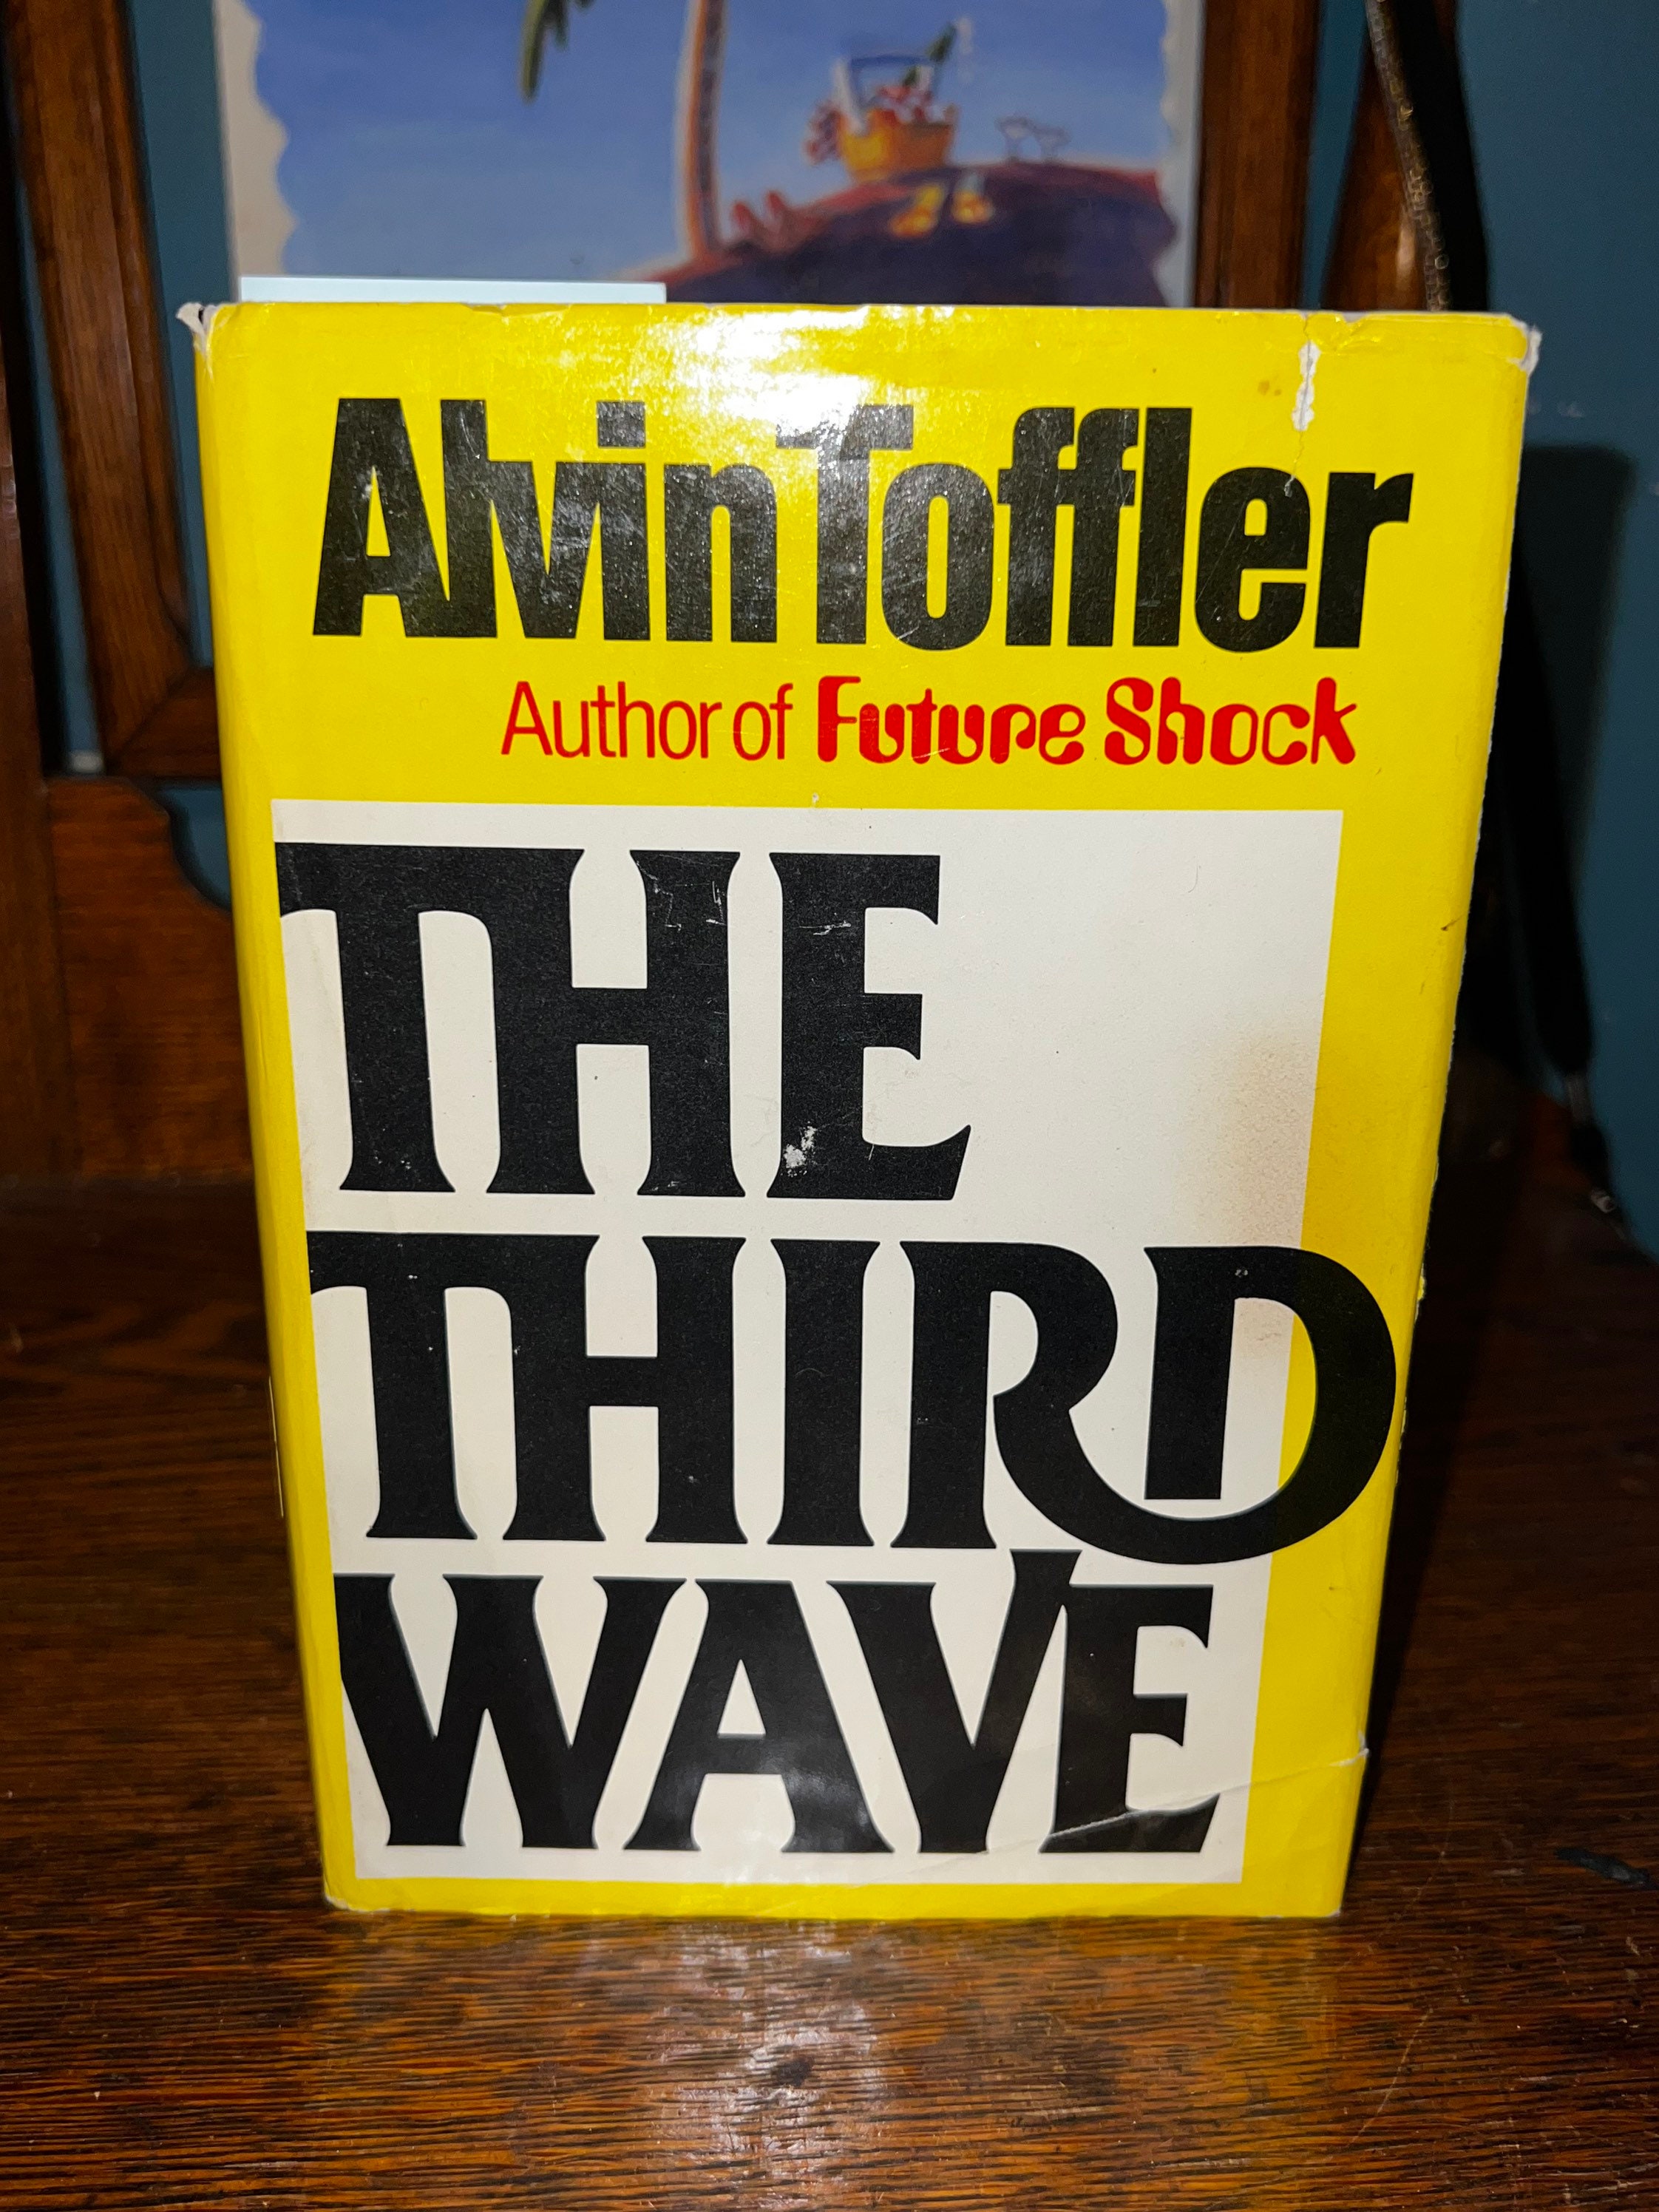 Alvin Toffler
Author of Future Shock
THE
THIRD
WAVE